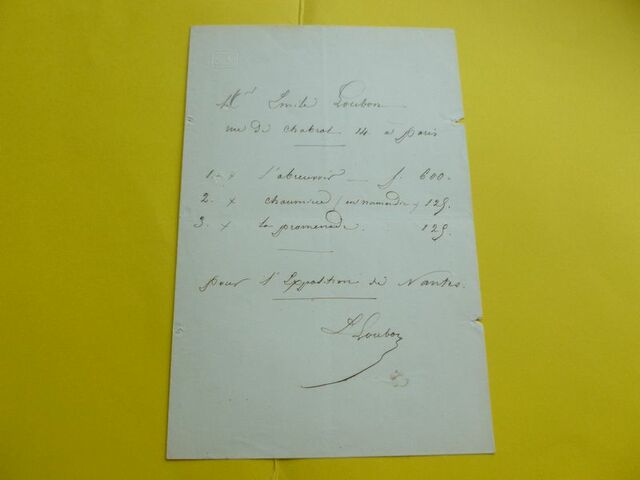 Mr Emile Loubon
rue de chabrol 14 a paris
1. x l'abreuvoir — f. 600.
2. x chaumière (en normandie) 125.
3. x la promenade. 125.
pour l'Exposition de Nantes.
E. Loubon